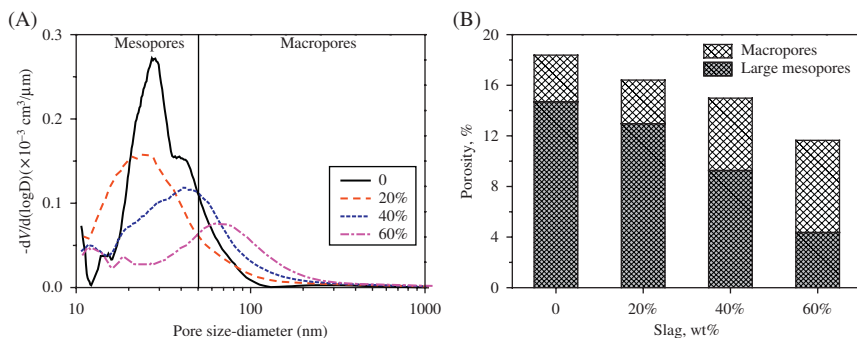 (A)
0.3
0.2
0.1
0.0
-dV/d(logD)(×10⁻³ cm³/μm)
Mesopores
Macropores
0
20%
40%
60%
10
100
1000
Pore size-diameter (nm)
(B)
20
16
12
8
4
0
Porosity, %
Macropores
Large mesopores
0
20%
40%
60%
Slag, wt%